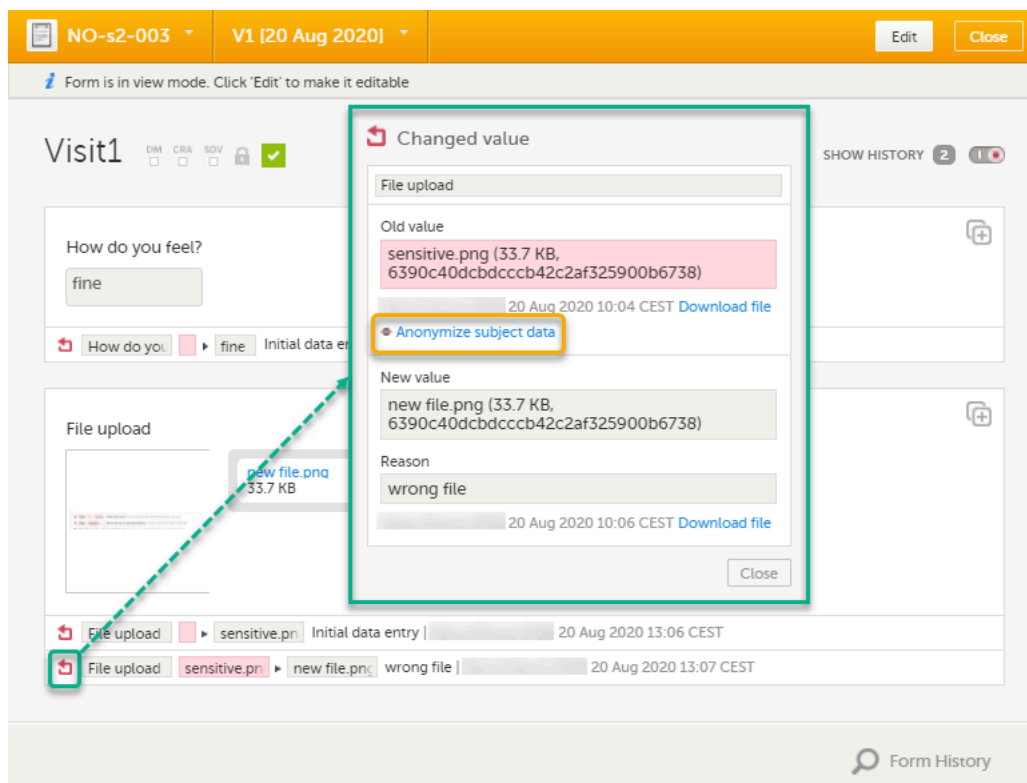 NO-s2-003
V1 [20 Aug 2020]
Edit
Close
i Form is in view mode. Click 'Edit' to make it editable
Visit1
DM CRA SDV
SHOW HISTORY 2
How do you feel?
fine
How do you fine Initial data en
File upload
new file.png
33.7 KB
File upload sensitive.pn Initial data entry | 20 Aug 2020 13:06 CEST
File upload sensitive.pn new file.png wrong file | 20 Aug 2020 13:07 CEST
Changed value
File upload
Old value
sensitive.png (33.7 KB,
6390c40dcbdcccb42c2af325900b6738)
20 Aug 2020 10:04 CEST Download file
Anonymize subject data
New value
new file.png (33.7 KB,
6390c40dcbdcccb42c2af325900b6738)
Reason
wrong file
20 Aug 2020 10:06 CEST Download file
Close
Form History